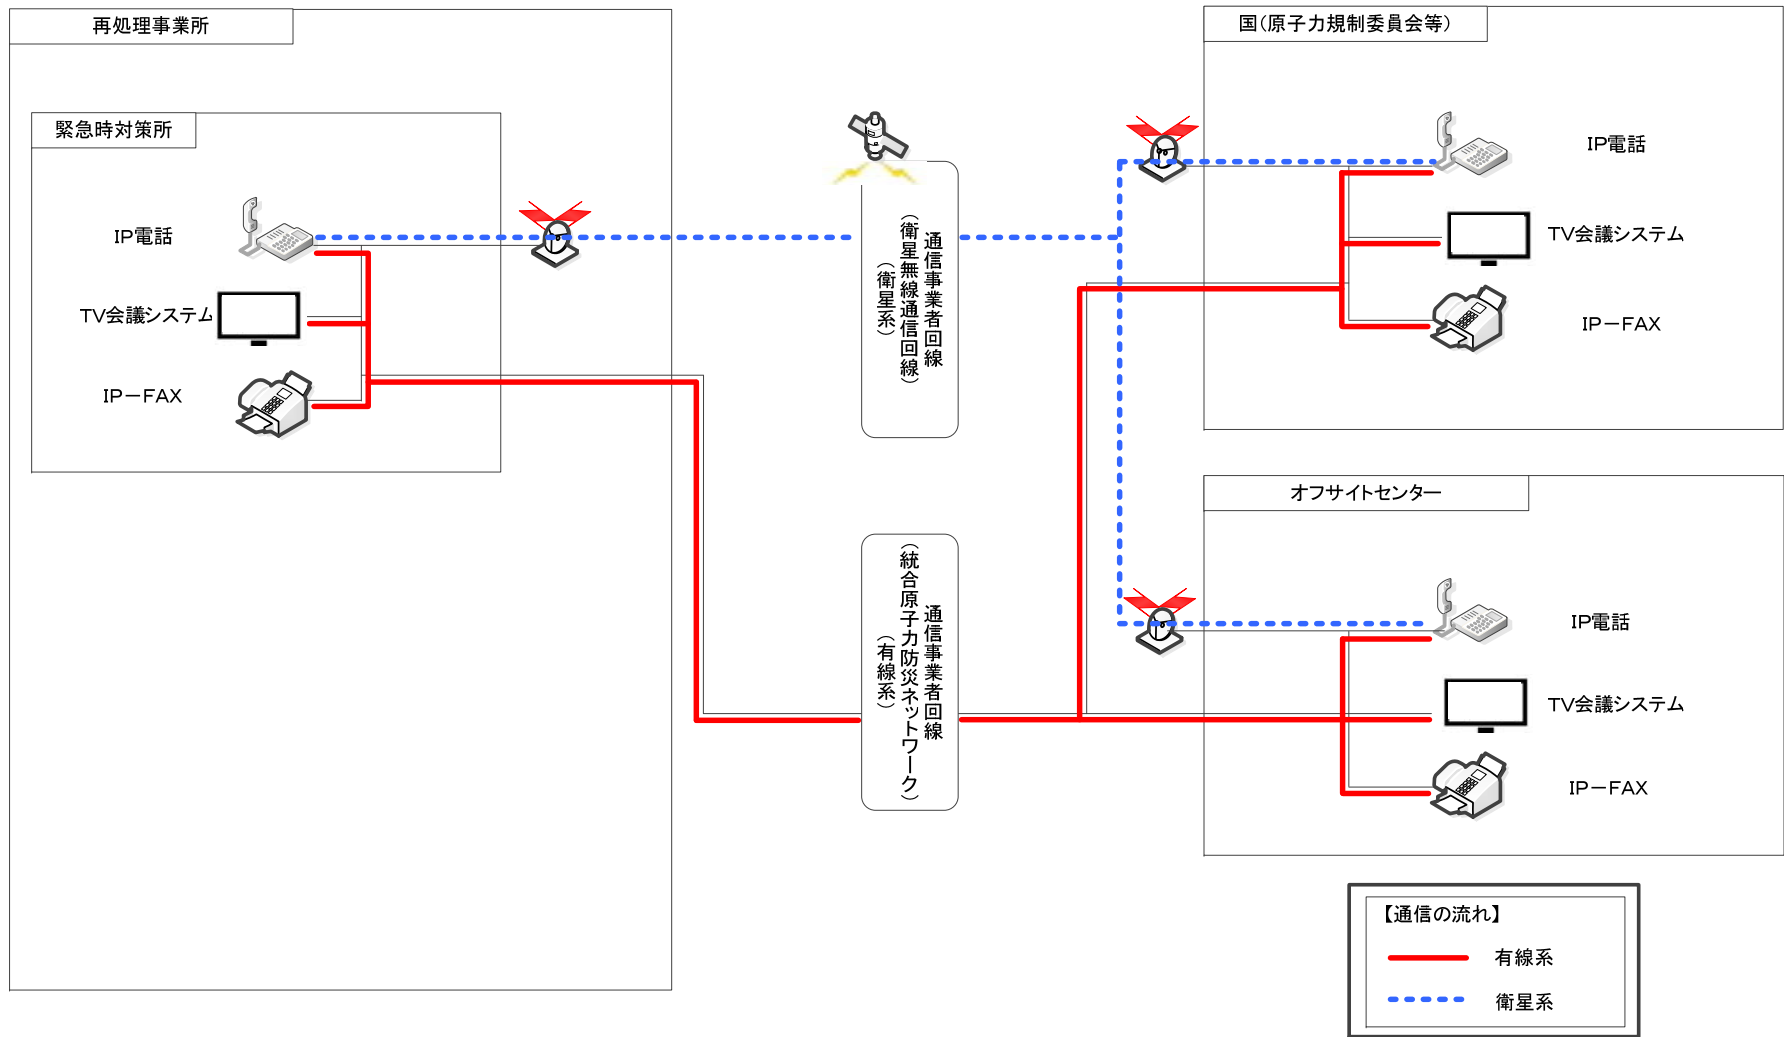 再処理事業所
緊急時対策所
IP電話
TV会議システム
IP－FAX
通信事業者回線
（衛星無線通信回線）
（衛星系）
通信事業者回線
（統合原子力防災ネットワーク）
（有線系）
国（原子力規制委員会等）
IP電話
TV会議システム
IP－FAX
オフサイトセンター
IP電話
TV会議システム
IP－FAX
【通信の流れ】
有線系
衛星系